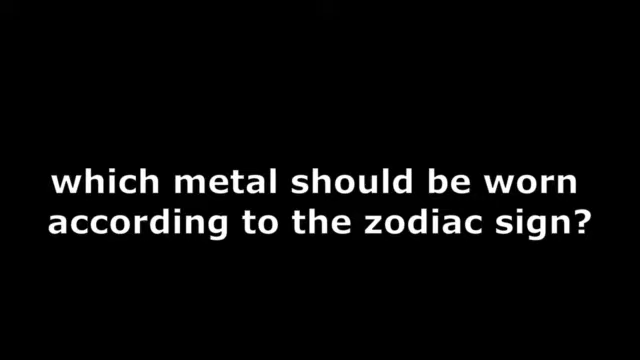 which metal should be worn
according to the zodiac sign?